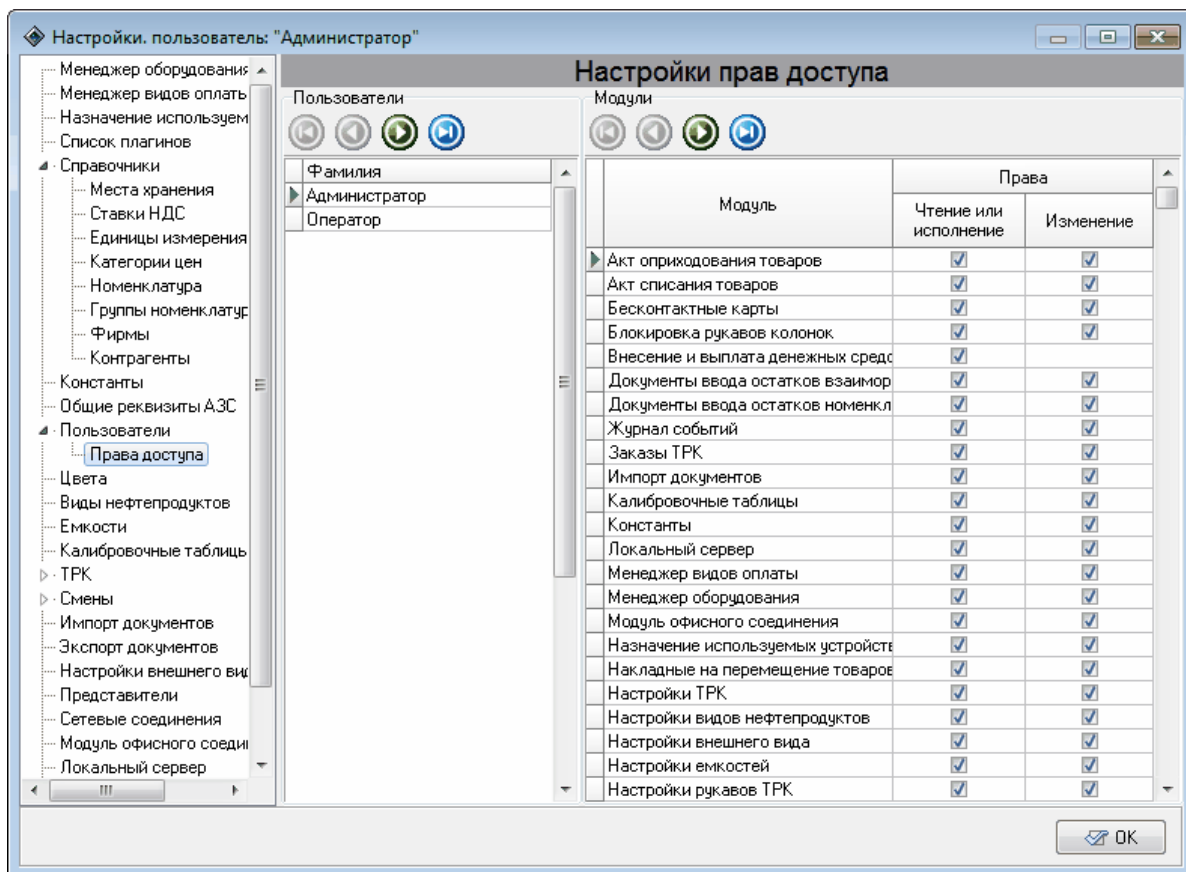 Настройки. пользователь: "Администратор"
Менеджер оборудования
Менеджер видов оплаты
Назначение используем
Список плагинов
Справочники
Места хранения
Ставки НДС
Единицы измерения
Категории цен
Номенклатура
Группы номенклатур
Фирмы
Контрагенты
Константы
Общие реквизиты АЗС
Пользователи
Права доступа
Цвета
Виды нефтепродуктов
Емкости
Калибровочные таблицы
ТРК
Смены
Импорт документов
Экспорт документов
Настройки внешнего вид
Представители
Сетевые соединения
Модуль офисного соеди
Локальный сервер
Настройки прав доступа
Пользователи
Фамилия
Администратор
Оператор
Модули
Модуль
Права
Чтение или
исполнение
Изменение
Акт оприходования товаров
Акт списания товаров
Бесконтактные карты
Блокировка рукавов колонок
Внесение и выплата денежных средс
Документы ввода остатков взаимор
Документы ввода остатков номенкл
Журнал событий
Заказы ТРК
Импорт документов
Калибровочные таблицы
Константы
Локальный сервер
Менеджер видов оплаты
Менеджер оборудования
Модуль офисного соединения
Назначение используемых устройств
Накладные на перемещение товаров
Настройки ТРК
Настройки видов нефтепродуктов
Настройки внешнего вида
Настройки емкостей
Настройки рукавов ТРК
OK